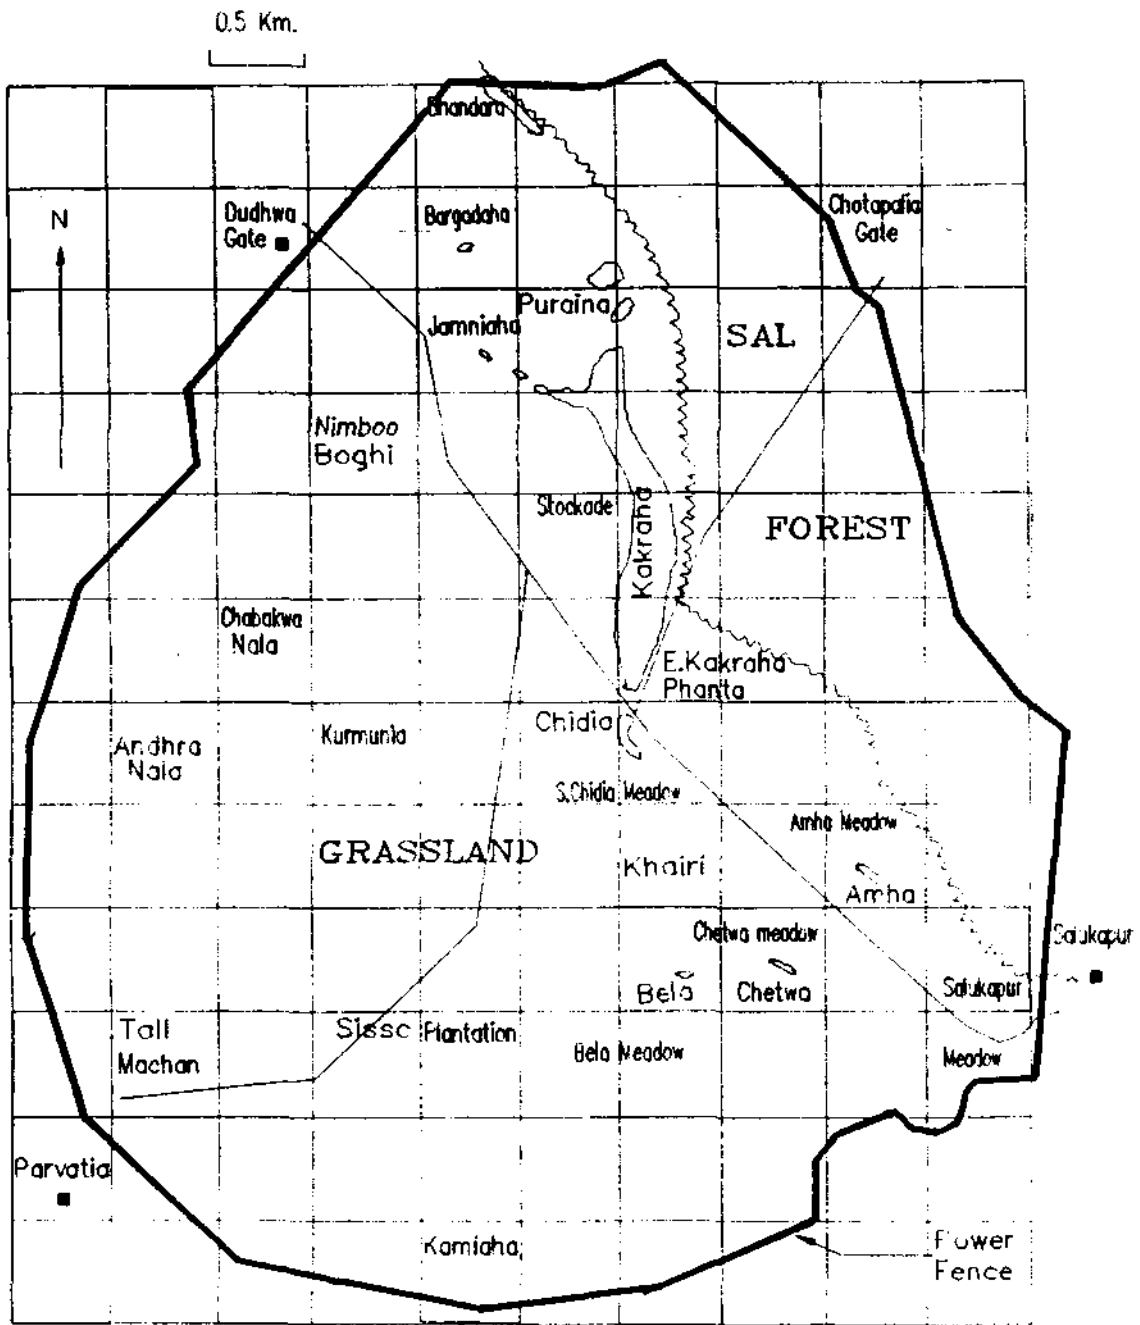 0.5 Km.
Bhandara
N
Dudhwa
Gate
Bargadaha
Chotapalia
Gate
Puraina
Jamniaha
SAL
Nimboo
Boghi
Stockade
Kakraha
FOREST
Chabakwa
Nala
E.Kakraha
Phanta
Chidia
Kurmunia
Andhra
Nala
S.Chidia Meadow
Amha Meadow
GRASSLAND
Khairi
Amha
Chetwa meadow
Salukapur
Bela
Chetwa
Salukapur
Tall
Machan
Sisso Plantation
Bela Meadow
Meadow
Parvatia
Kamiaha
Power
Fence